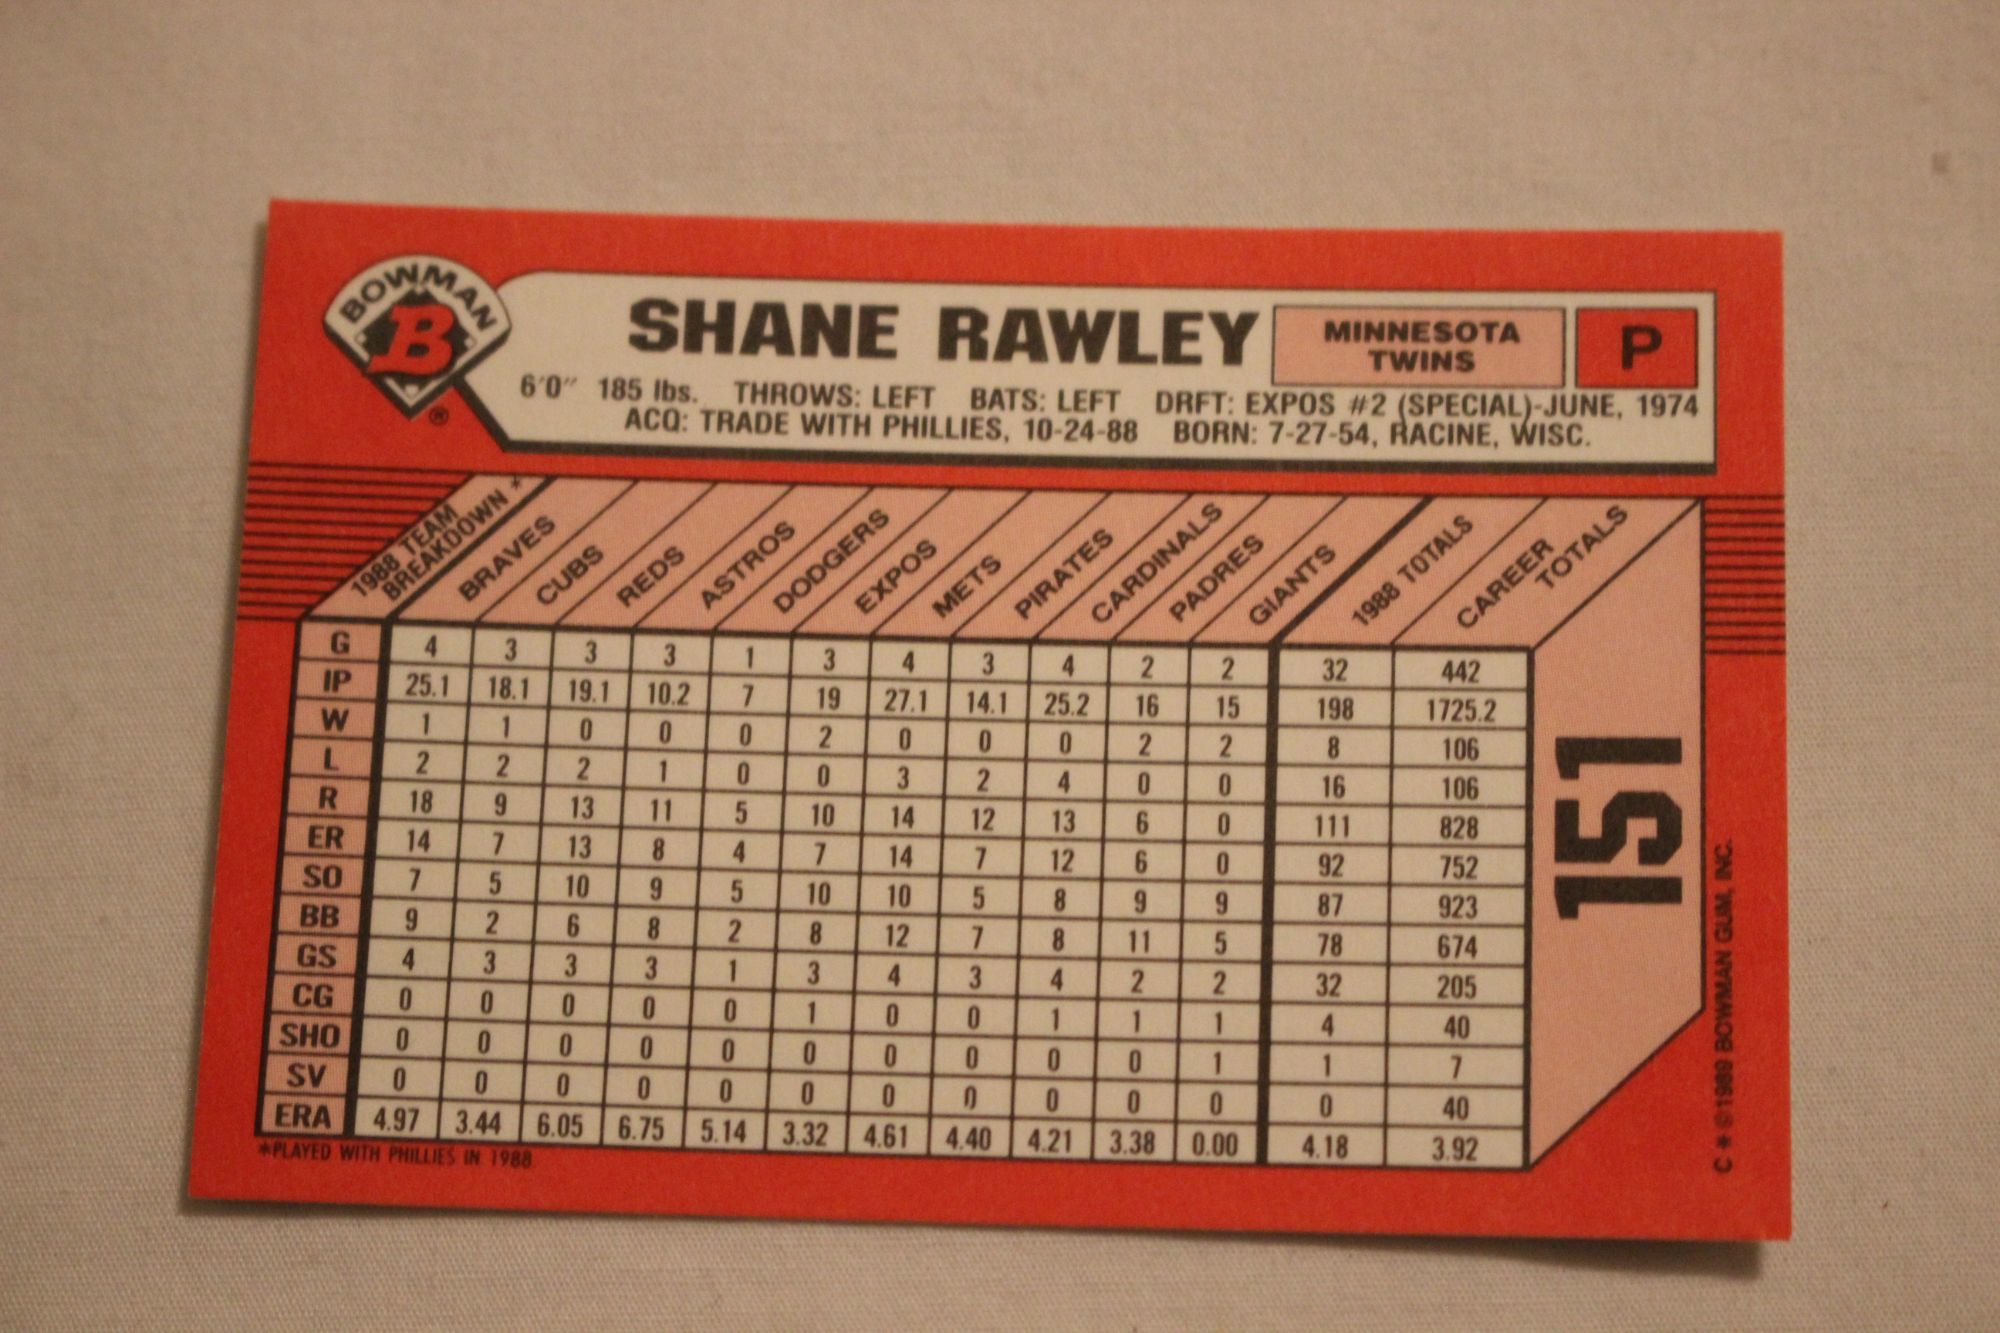 BOWMAN
B
®
SHANE RAWLEY
MINNESOTA
TWINS
P
6'0" 185 lbs. THROWS: LEFT BATS: LEFT DRFT: EXPOS #2 (SPECIAL)-JUNE, 1974
ACQ: TRADE WITH PHILLIES, 10-24-88 BORN: 7-27-54, RACINE, WISC.
1988 TEAM BREAKDOWN * BRAVES CUBS REDS ASTROS DODGERS EXPOS METS PIRATES CARDINALS PADRES GIANTS 1988 TOTALS CAREER TOTALS
G 4 3 3 3 1 3 4 3 4 2 2 32 442
IP 25.1 18.1 19.1 10.2 7 19 27.1 14.1 25.2 16 15 198 1725.2
W 1 1 0 0 0 2 0 0 0 2 2 8 106
L 2 2 2 1 0 0 3 2 4 0 0 16 106
R 18 9 13 11 5 10 14 12 13 6 0 111 828
ER 14 7 13 8 4 7 14 7 12 6 0 92 752
SO 7 5 10 9 5 10 10 5 8 9 9 87 923
BB 9 2 6 8 2 8 12 7 8 11 5 78 674
GS 4 3 3 3 1 3 4 3 4 2 2 32 205
CG 0 0 0 0 0 1 0 0 1 1 1 4 40
SHO 0 0 0 0 0 0 0 0 0 0 1 1 7
SV 0 0 0 0 0 0 0 0 0 0 0 0 40
ERA 4.97 3.44 6.05 6.75 5.14 3.32 4.61 4.40 4.21 3.38 0.00 4.18 3.92
*PLAYED WITH PHILLIES IN 1988
151
C * ©1989 BOWMAN GUM, INC.